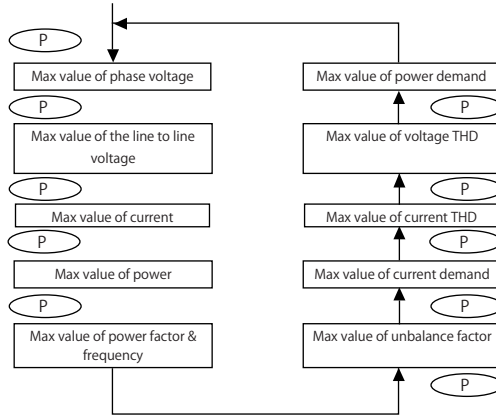 P
Max value of phase voltage
P
Max value of the line to line
voltage
P
Max value of current
P
Max value of power
P
Max value of power factor &
frequency
Max value of power demand
P
Max value of voltage THD
P
Max value of current THD
P
Max value of current demand
P
Max value of unbalance factor
P